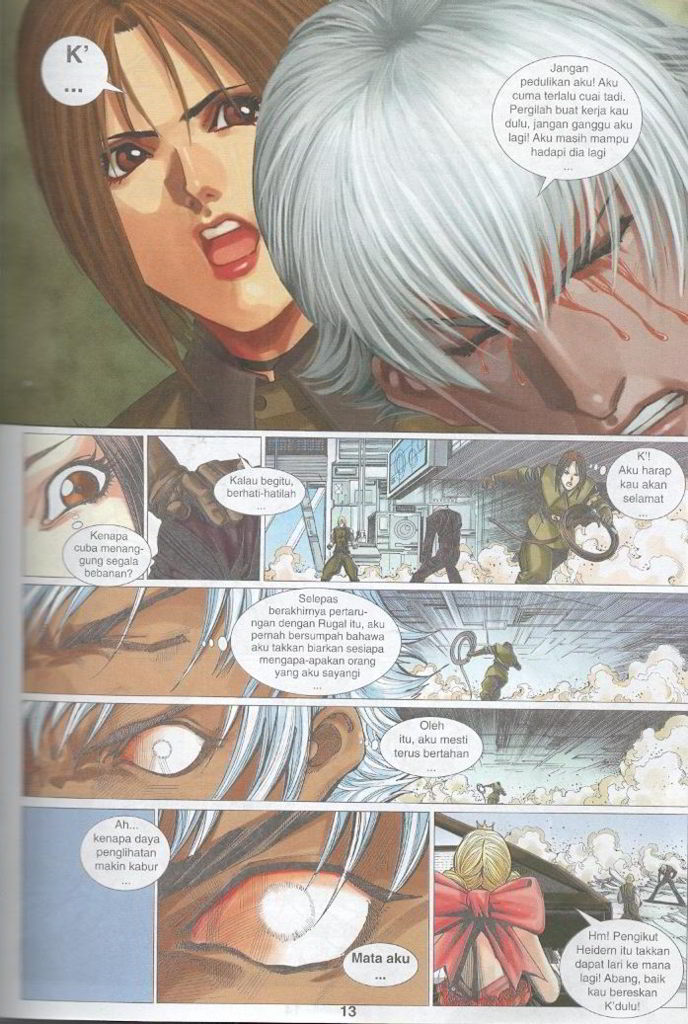 K'
...
Jangan
pedulikan aku! Aku
cuma terlalu cuai tadi.
Pergilah buat kerja kau
dulu, jangan ganggu aku
lagi! Aku masih mampu
hadapi dia lagi
...
Kenapa
cuba menang-
gung segala
bebanan?
Kalau begitu,
berhati-hatilah
...
K'!
Aku harap
kau akan
selamat
...
Selepas
berakhirnya pertaru-
ngan dengan Rugal itu, aku
pernah bersumpah bahawa
aku takkan biarkan sesiapa
mengapa-apakan orang
yang aku sayangi
...
Oleh
itu, aku mesti
terus bertahan
...
Ah...
kenapa daya
penglihatan
makin kabur
...
Mata aku
...
Hm! Pengikut
Heidern itu takkan
dapat lari ke mana
lagi! Abang, baik
kau bereskan
K'dulu!
13